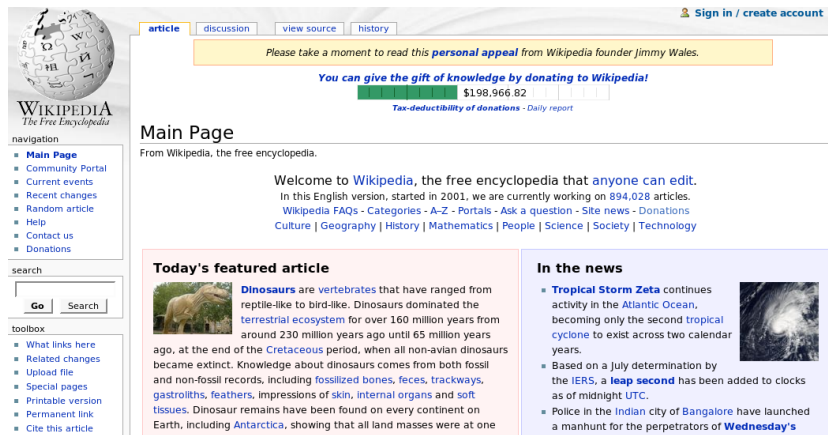 Sign in / create account
article
discussion
view source
history
Please take a moment to read this personal appeal from Wikipedia founder Jimmy Wales.
You can give the gift of knowledge by donating to Wikipedia!
$198,966.82
Tax-deductibility of donations - Daily report
WIKIPEDIA
The Free Encyclopedia
navigation
Main Page
Community Portal
Current events
Recent changes
Random article
Help
Contact us
Donations
search
Go
Search
toolbox
What links here
Related changes
Upload file
Special pages
Printable version
Permanent link
Cite this article
Main Page
From Wikipedia, the free encyclopedia.
Welcome to Wikipedia, the free encyclopedia that anyone can edit.
In this English version, started in 2001, we are currently working on 894,028 articles.
Wikipedia FAQs - Categories - A–Z - Portals - Ask a question - Site news - Donations
Culture | Geography | History | Mathematics | People | Science | Society | Technology
Today's featured article
Dinosaurs are vertebrates that have ranged from
reptile-like to bird-like. Dinosaurs dominated the
terrestrial ecosystem for over 160 million years from
around 230 million years ago until 65 million years
ago, at the end of the Cretaceous period, when all non-avian dinosaurs
became extinct. Knowledge about dinosaurs comes from both fossil
and non-fossil records, including fossilized bones, feces, trackways,
gastroliths, feathers, impressions of skin, internal organs and soft
tissues. Dinosaur remains have been found on every continent on
Earth, including Antarctica, showing that all land masses were at one
In the news
Tropical Storm Zeta continues
activity in the Atlantic Ocean,
becoming only the second tropical
cyclone to exist across two calendar
years.
Based on a July determination by
the IERS, a leap second has been added to clocks
as of midnight UTC.
Police in the Indian city of Bangalore have launched
a manhunt for the perpetrators of Wednesday's